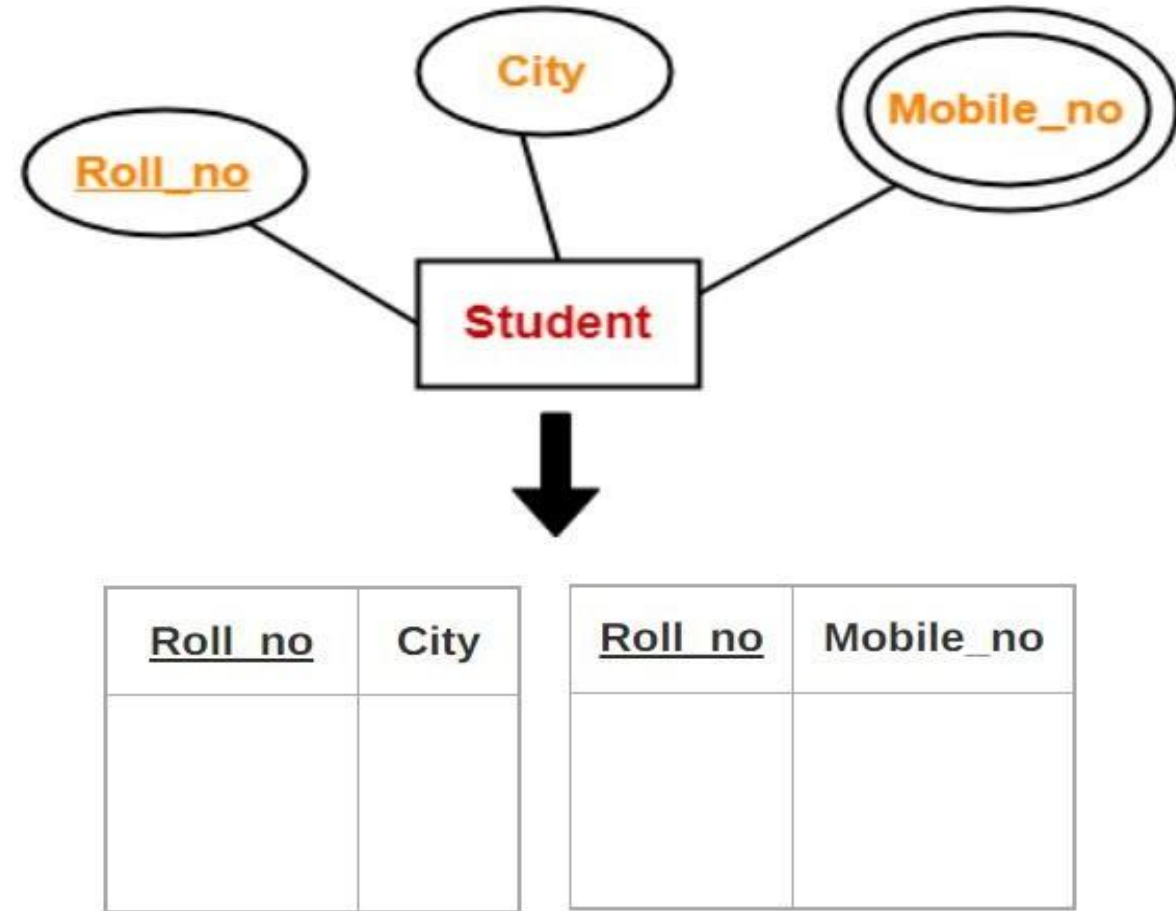 City
Mobile_no
Roll_no
Student
Roll_no City
Roll_no Mobile_no